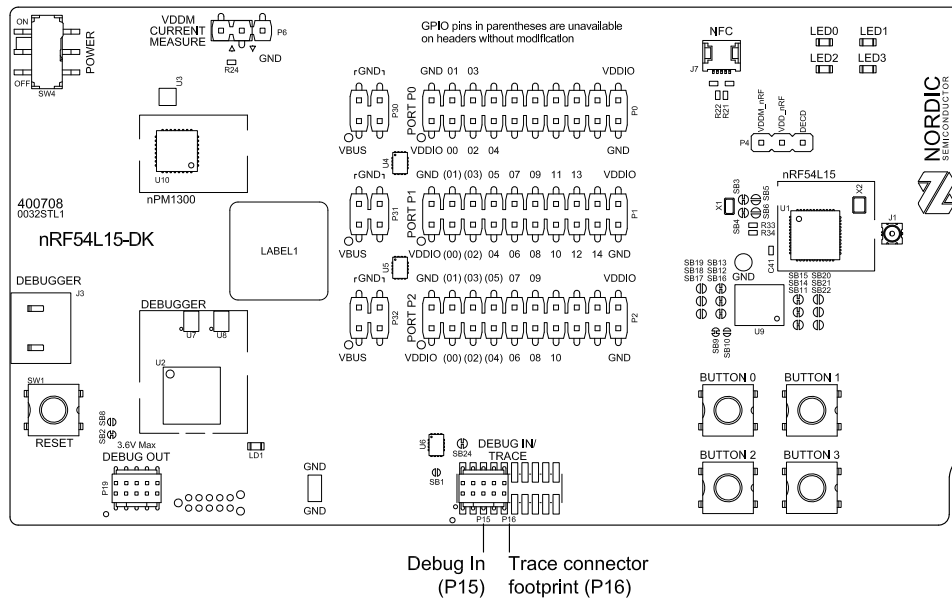 ON
OFF
SW4
POWER
VDDM
CURRENT
MEASURE
P6
R24
GND
GPIO pins in parentheses are unavailable
on headers without modification
NFC
J7
R22
R21
LED0 LED1
LED2 LED3
NORDIC
SEMICONDUCTOR
U3
U10
nPM1300
GND
P30
VBUS
PORT P0
GND 01 03 VDDIO
P0
VDDIO 00 02 04 GND
U4
VDDM_nRF
VDD_nRF
DECD
P4
nRF54L15
400708
0032STL1
nRF54L15-DK
LABEL1
GND
P31
VBUS
PORT P1
GND (01) (03) 05 07 09 11 13 VDDIO
P1
VDDIO (00) (02) 04 06 08 10 12 14 GND
U5
X1
SB3
SB4
SB5
SB6
R33
R34
C41
U1
X2
J1
GND
DEBUGGER
J3
DEBUGGER
U7
U8
U2
GND
P32
VBUS
PORT P2
GND (01) (03) (05) 07 09 VDDIO
P2
VDDIO (00) (02) (04) 06 08 10 GND
SB19 SB13
SB18 SB12
SB17 SB16
SB9
SB10
U9
SB15 SB20
SB14 SB21
SB11 SB22
SW1
RESET
SB8
SB2
3.6V Max
DEBUG OUT
P19
LD1
GND
GND
U6
SB24
SB1
DEBUG IN/
TRACE
P15 P16
BUTTON 0 BUTTON 1
BUTTON 2 BUTTON 3
Debug In
(P15)
Trace connector
footprint (P16)